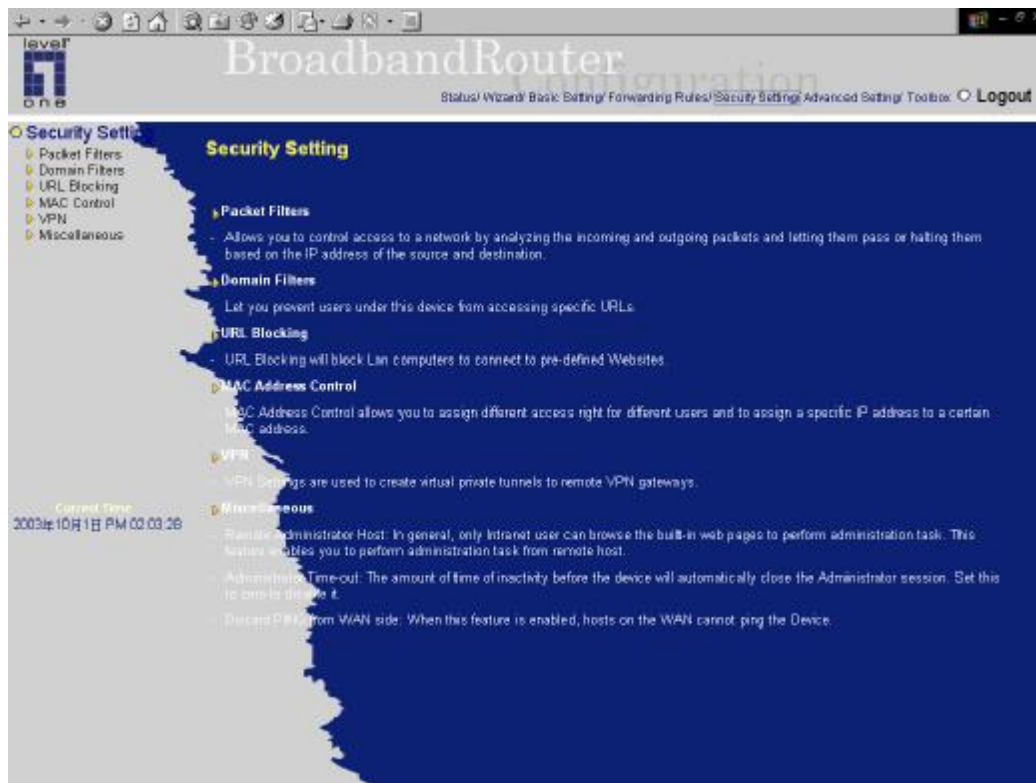 level
one
BroadbandRouter
Configuration
Status/ Wizard/ Basic Setting/ Forwarding Rules/ Security Setting/ Advanced Setting/ Toolbox Logout
Security Setting
Packet Filters
Domain Filters
URL Blocking
MAC Control
VPN
Miscellaneous
Current Time
2003年10月1日 PM 02:03:28
Security Setting
Packet Filters
- Allows you to control access to a network by analyzing the incoming and outgoing packets and letting them pass or halting them
based on the IP address of the source and destination.
Domain Filters
- Let you prevent users under this device from accessing specific URLs.
URL Blocking
- URL Blocking will block Lan computers to connect to pre-defined Websites.
MAC Address Control
- MAC Address Control allows you to assign different access right for different users and to assign a specific IP address to a certain
MAC address.
VPN
- VPN Settings are used to create virtual private tunnels to remote VPN gateways.
Miscellaneous
- Remote Administrator Host: In general, only Intranet user can browse the built-in web pages to perform administration task. This
feature enables you to perform administration task from remote host.
- Administrator Time-out: The amount of time of inactivity before the device will automatically close the Administrator session. Set this
to zero to disable it.
- Discard PING from WAN side: When this feature is enabled, hosts on the WAN cannot ping the Device.